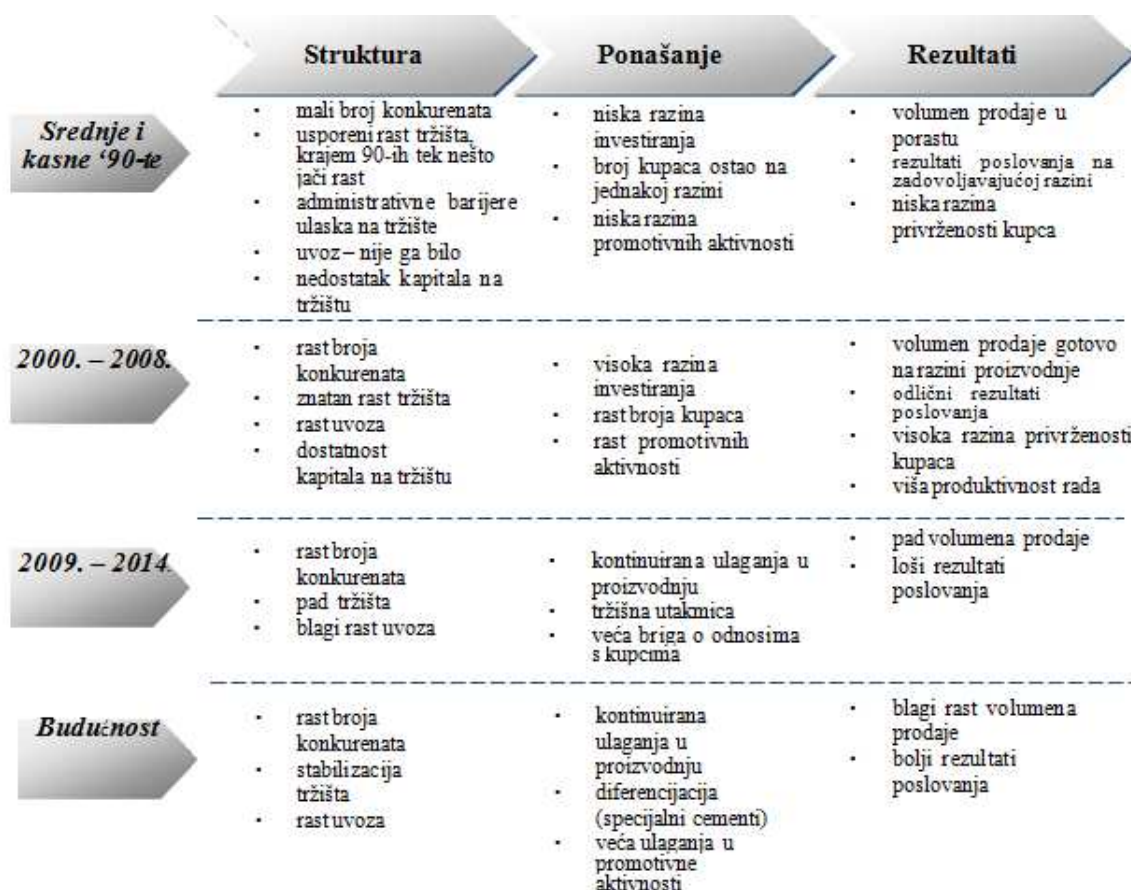 Struktura
Ponašanje
Rezultati
Srednje i
kasne ‘90-te
mali broj konkurenata
usporeni rast tržišta,
krajem 90-ih tek nešto
jači rast
administrativne barijere
ulaska na tržište
uvoz – nije ga bilo
nedostatak kapitala na
tržištu
niska razina
investiranja
broj kupaca ostao na
jednakoj razini
niska razina
promotivnih aktivnosti
volumen prodaje u
porastu
rezultati poslovanja na
zadovoljavajućoj razini
niska razina
privrženosti kupca
2000. – 2008.
rast broja
konkurenata
znatan rast tržišta
rast uvoza
dostatnost
kapitala na tržištu
visoka razina
investiranja
rast broja kupaca
rast promotivnih
aktivnosti
volumen prodaje gotovo
na razini proizvodnje
odlični rezultati
poslovanja
visoka razina privrženosti
kupaca
viša produktivnost rada
2009. – 2014.
rast broja
konkurenata
pad tržišta
blagi rast uvoza
kontinuirana ulaganja u
proizvodnju
tržišna utakmica
veća briga o odnosima
s kupcima
pad volumena prodaje
loši rezultati
poslovanja
Budućnost
rast broja
konkurenata
stabilizacija
tržišta
rast uvoza
kontinuirana
ulaganja u
proizvodnju
diferencijacija
(specijalni cementi)
veća ulaganja u
promotivne
aktivnosti
blagi rast volumena
prodaje
bolji rezultati
poslovanja